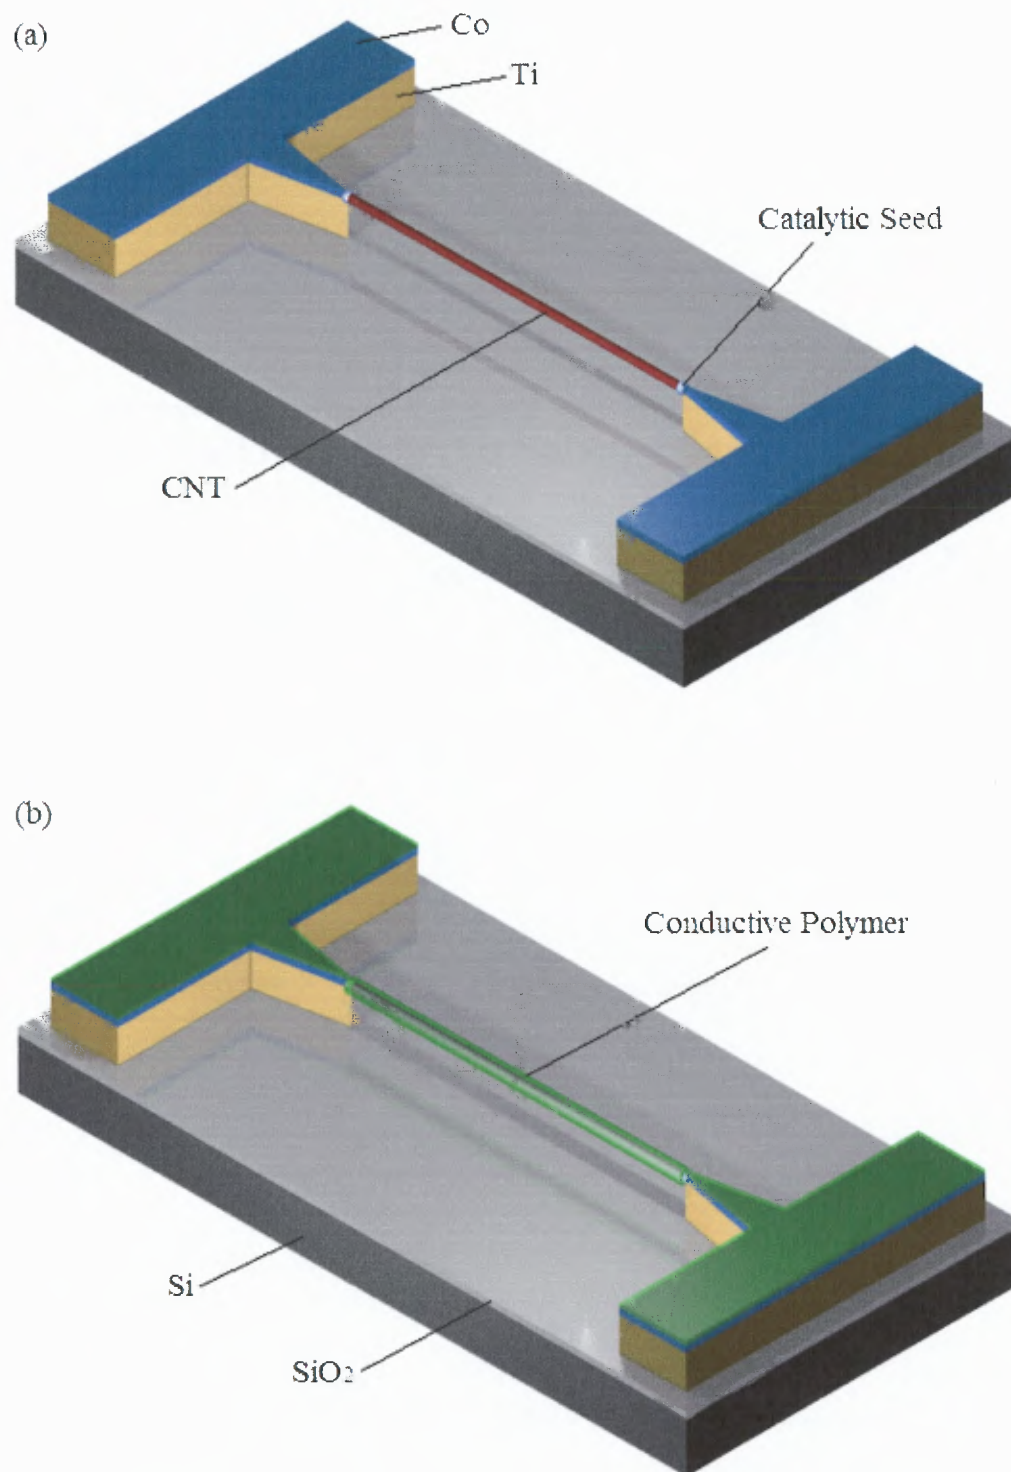 (a)
Co
Ti
Catalytic Seed
CNT
(b)
Conductive Polymer
Si
SiO₂